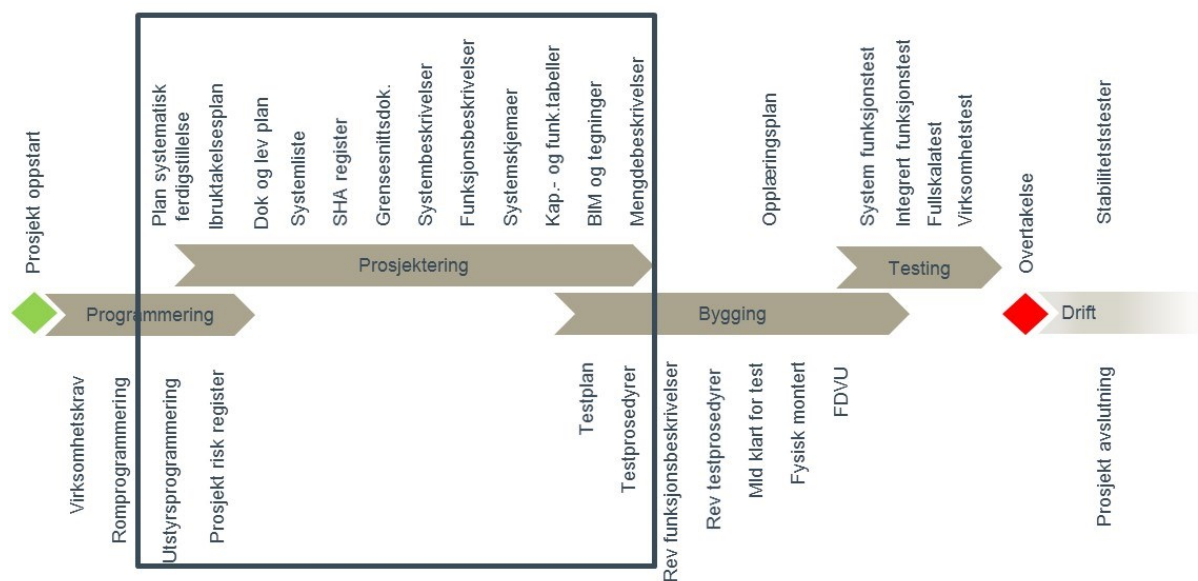 Prosjekt oppstart
Plan systematisk
ferdigstillelse
Ibruktakelsesplan
Dok og lev plan
Systemliste
SHA register
Grensesnittsdok.
Systembeskrivelser
Funksjonsbeskrivelser
Systemskjemaer
Kap.- og funk.tabeller
BIM og tegninger
Mengdebeskrivelser
Opplæringsplan
System funksjonstest
Integrert funksjonstest
Fullskalatest
Virksomhetstest
Overtakelse
Stabilitetstester
Prosjektering
Testing
Programmering
Bygging
Drift
Virksomhetskrav
Romprogrammering
Utstyrsprogrammering
Prosjekt risk register
Testplan
Testprosedyrer
Rev funksjonsbeskrivelser
Rev testprosedyrer
Mld klart for test
Fysisk montert
FDVU
Prosjekt avslutning